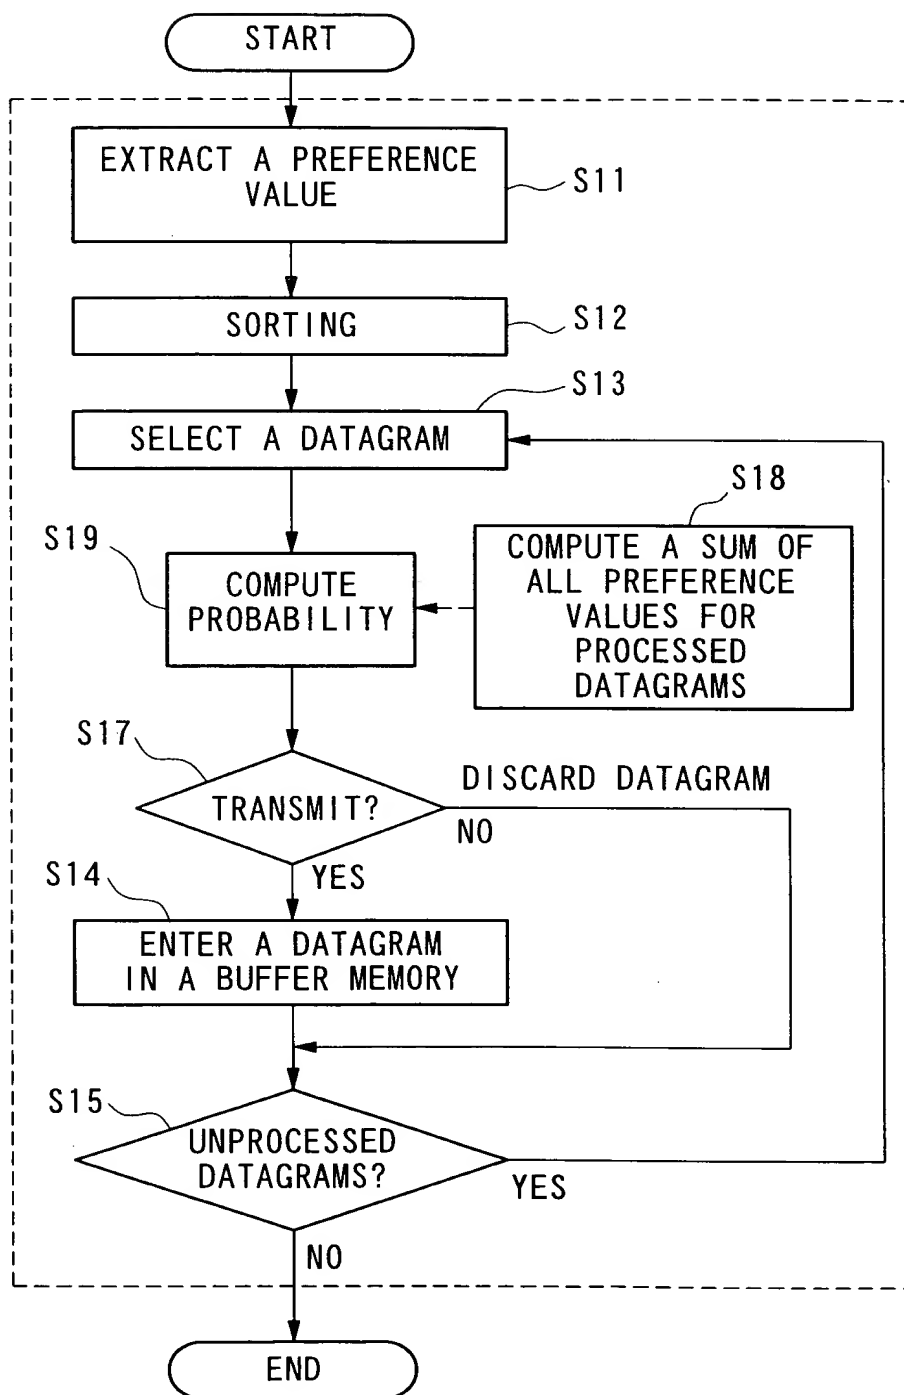 START
EXTRACT A PREFERENCE
VALUE
S11
SORTING
S12
S13
SELECT A DATAGRAM
S18
S19
COMPUTE
PROBABILITY
COMPUTE A SUM OF
ALL PREFERENCE
VALUES FOR
PROCESSED
DATAGRAMS
S17
TRANSMIT?
DISCARD DATAGRAM
NO
YES
S14
ENTER A DATAGRAM
IN A BUFFER MEMORY
S15
UNPROCESSED
DATAGRAMS?
YES
NO
END